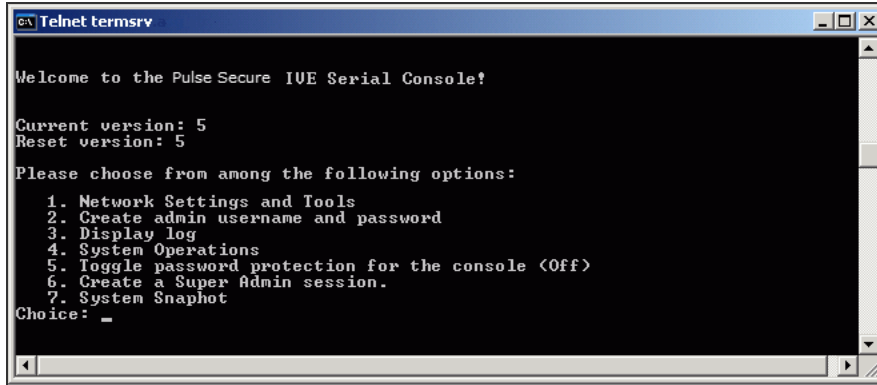 Telnet termsrv
Welcome to the Pulse Secure IVE Serial Console!
Current version: 5
Reset version: 5
Please choose from among the following options:
1. Network Settings and Tools
2. Create admin username and password
3. Display log
4. System Operations
5. Toggle password protection for the console (Off)
6. Create a Super Admin session.
7. System Snaphot
Choice: _